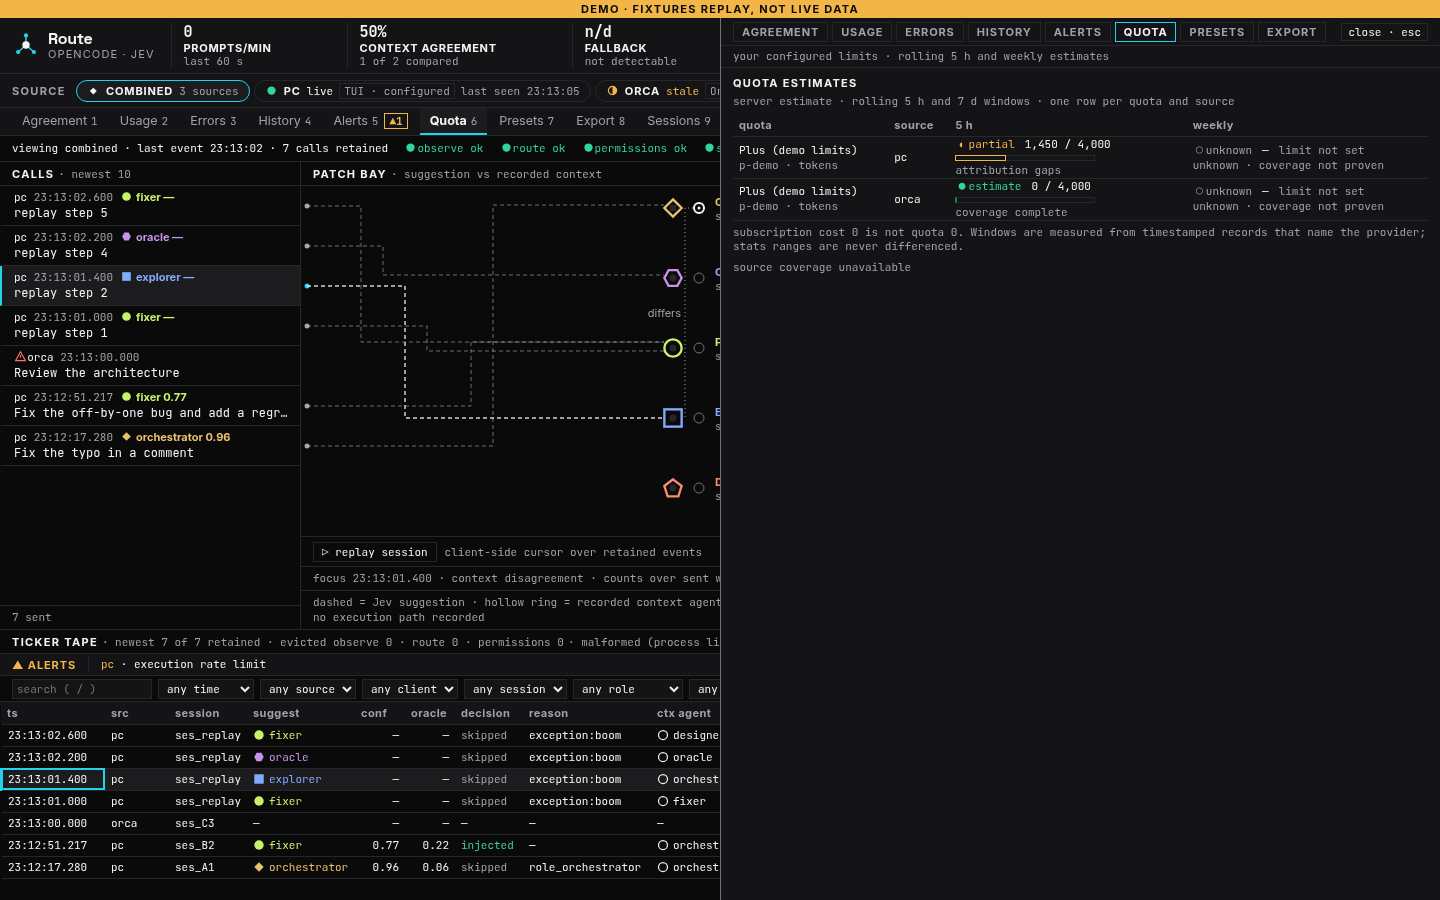 DEMO · FIXTURES REPLAY, NOT LIVE DATA
Route
OPENCODE · JEV
0
PROMPTS/MIN
last 60 s
50%
CONTEXT AGREEMENT
1 of 2 compared
n/d
FALLBACK
not detectable
SOURCE
COMBINED 3 sources
PC live TUI · configured last seen 23:13:05
ORCA stale
Agreement 1
Usage 2
Errors 3
History 4
Alerts 5 ▲1
Quota 6
Presets 7
Export 8
Sessions 9
viewing combined · last event 23:13:02 · 7 calls retained
observe ok
route ok
permissions ok
CALLS · newest 10
pc 23:13:02.600 fixer —
replay step 5
pc 23:13:02.200 oracle —
replay step 4
pc 23:13:01.400 explorer —
replay step 2
pc 23:13:01.000 fixer —
replay step 1
orca 23:13:00.000
Review the architecture
pc 23:12:51.217 fixer 0.77
Fix the off-by-one bug and add a regr…
pc 23:12:17.280 orchestrator 0.96
Fix the typo in a comment
7 sent
PATCH BAY · suggestion vs recorded context
differs
▷ replay session
client-side cursor over retained events
focus 23:13:01.400 · context disagreement · counts over sent
dashed = Jev suggestion · hollow ring = recorded context agent
no execution path recorded
TICKER TAPE · newest 7 of 7 retained · evicted observe 0 · route 0 · permissions 0 · malformed (process
▲ ALERTS
pc · execution rate limit
search ( / )
any time
any source
any client
any session
any role
any
ts src session suggest conf oracle decision reason ctx agent
23:13:02.600 pc ses_replay fixer — — skipped exception:boom designe
23:13:02.200 pc ses_replay oracle — — skipped exception:boom oracle
23:13:01.400 pc ses_replay explorer — — skipped exception:boom orchest
23:13:01.000 pc ses_replay fixer — — skipped exception:boom fixer
23:13:00.000 orca ses_C3 — — — — — —
23:12:51.217 pc ses_B2 fixer 0.77 0.22 injected — orchest
23:12:17.280 pc ses_A1 orchestrator 0.96 0.06 skipped role_orchestrator orchest
AGREEMENT
USAGE
ERRORS
HISTORY
ALERTS
QUOTA
PRESETS
EXPORT
close · esc
your configured limits · rolling 5 h and weekly estimates
QUOTA ESTIMATES
server estimate · rolling 5 h and 7 d windows · one row per quota and source
quota source 5 h weekly
Plus (demo limits)
p-demo · tokens
pc
partial 1,450 / 4,000
attribution gaps
unknown — limit not set
unknown · coverage not proven
Plus (demo limits)
p-demo · tokens
orca
estimate 0 / 4,000
coverage complete
unknown — limit not set
unknown · coverage not proven
subscription cost 0 is not quota 0. Windows are measured from timestamped records that name the provider;
stats ranges are never differenced.
source coverage unavailable